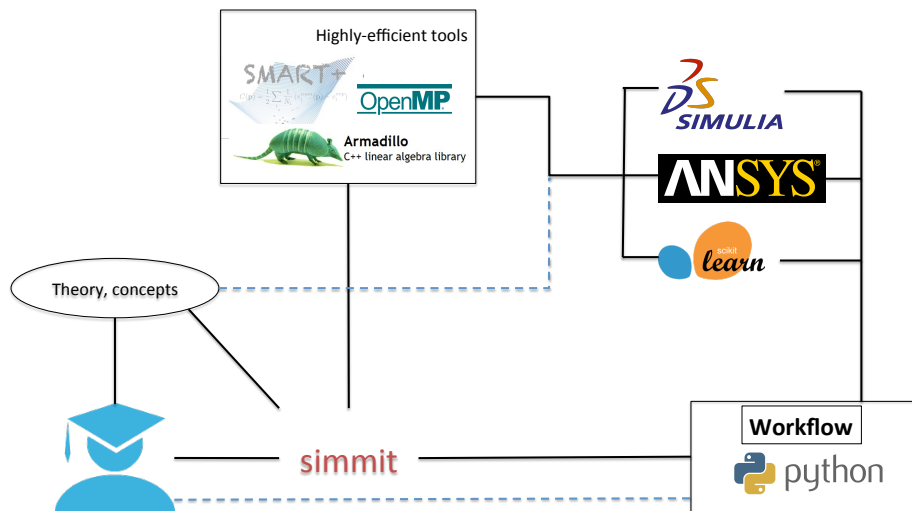 Highly-efficient tools
SMART+
OpenMP®
Armadillo
C++ linear algebra library
SIMULIA
ANSYS®
scikit
learn
Theory, concepts
simmit
Workflow
python